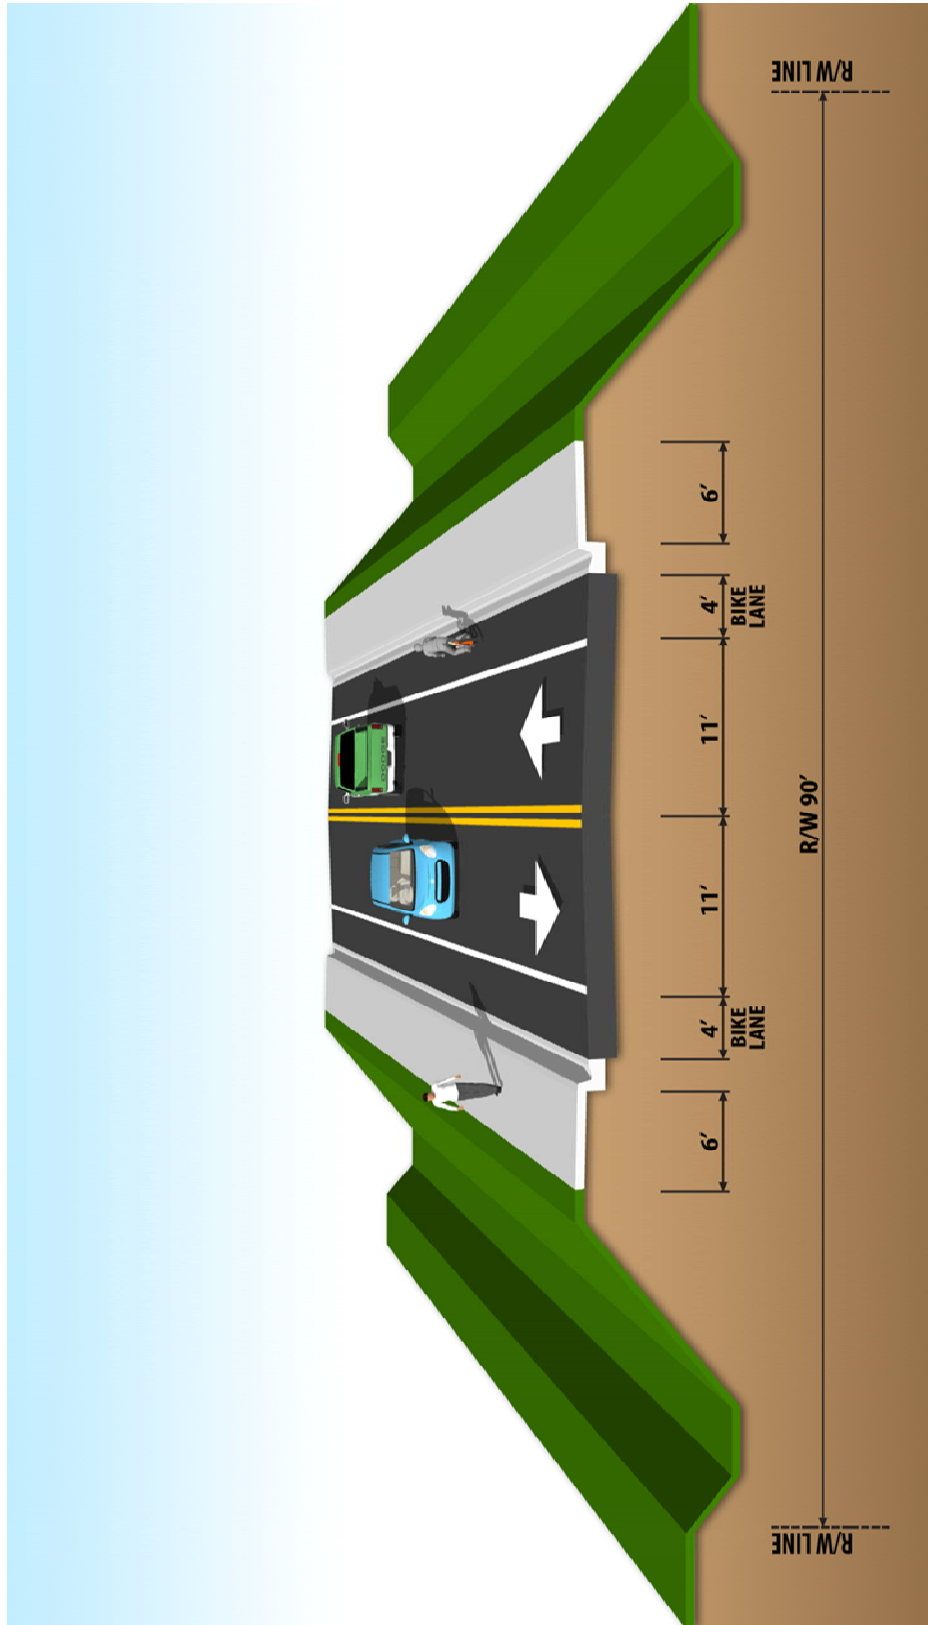 6′ 4′ 11′ 11′ 4′ 6′
BIKE LANE
BIKE LANE
R/W LINE
R/W 90′
R/W LINE